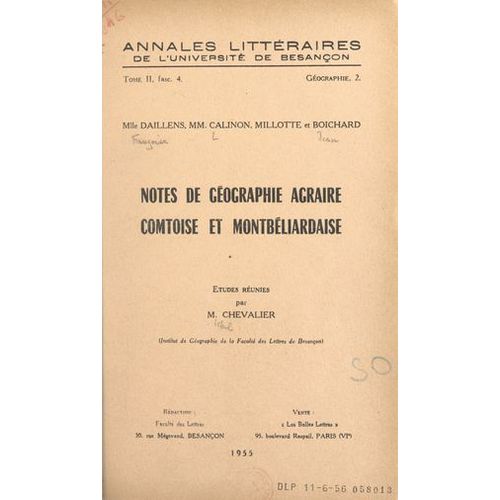 ANNALES LITTÉRAIRES
DE L'UNIVERSITÉ DE BESANÇON
TOME II, fasc. 4. GÉOGRAPHIE, 2.
Mlle DAILLENS, MM. CALINON, MILLOTTE et BOICHARD
Françoise L Jean
NOTES DE GÉOGRAPHIE AGRAIRE
COMTOISE ET MONTBÉLIARDAISE
ETUDES RÉUNIES
par
M. CHEVALIER
(Institut de Géographie de la Faculté des Lettres de Besançon)
SO
RÉDACTION : VENTE :
Faculté des Lettres « Les Belles Lettres »
30, rue Mégevand, BESANÇON 95, boulevard Raspail, PARIS (VIe)
1955
DLP 11-6-56 058013